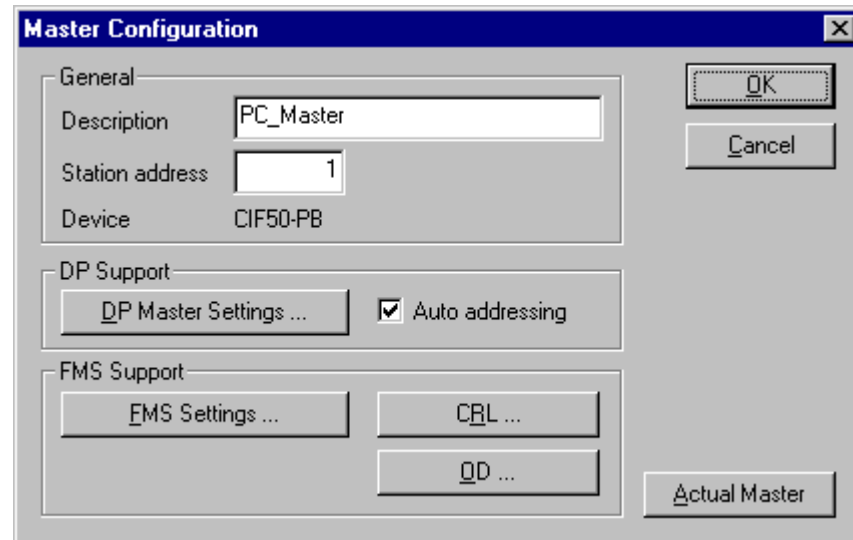 Master Configuration
General
Description PC_Master
Station address 1
Device CIF50-PB
OK
Cancel
DP Support
DP Master Settings ... Auto addressing
FMS Support
FMS Settings ... CRL ...
OD ...
Actual Master